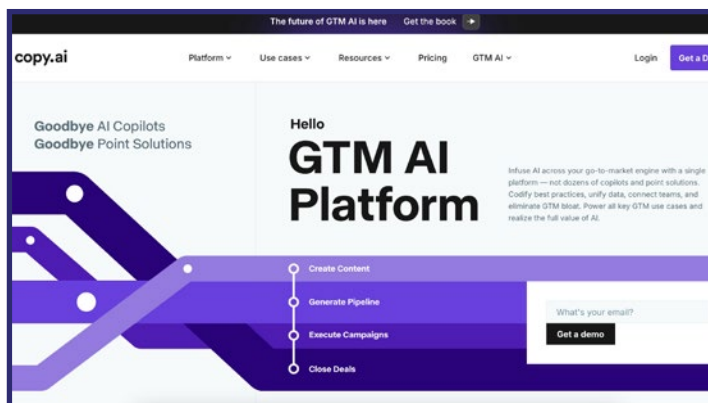 The future of GTM AI is here Get the book
copy.ai
Platform Use cases Resources Pricing GTM AI Login Get a D
Goodbye AI Copilots
Goodbye Point Solutions
Hello
GTM AI
Platform
Infuse AI across your go-to-market engine with a single
platform — not dozens of copilots and point solutions.
Codify best practices, unify data, connect teams, and
eliminate GTM bloat. Power all key GTM use cases and
realize the full value of AI.
Create Content
Generate Pipeline
Execute Campaigns
Close Deals
What's your email?
Get a demo